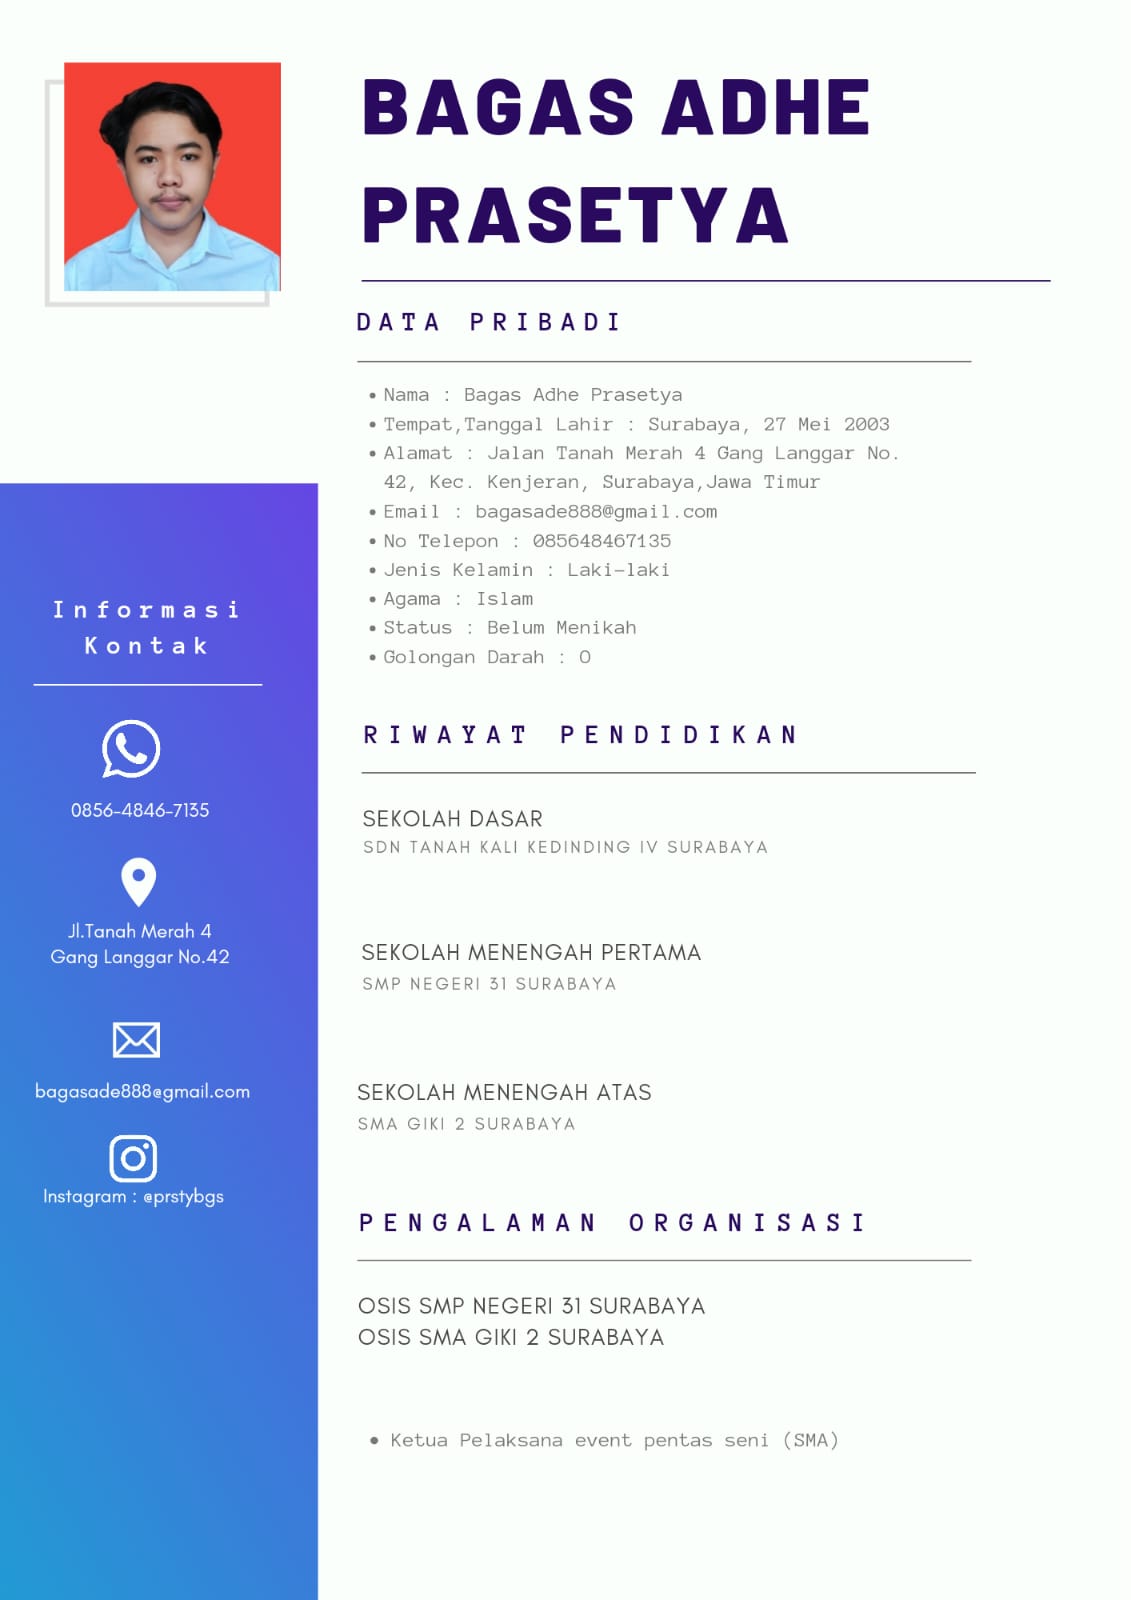 BAGAS ADHE
PRASETYA
DATA PRIBADI
• Nama : Bagas Adhe Prasetya
• Tempat,Tanggal Lahir : Surabaya, 27 Mei 2003
• Alamat : Jalan Tanah Merah 4 Gang Langgar No.
42, Kec. Kenjeran, Surabaya,Jawa Timur
• Email : bagasade888@gmail.com
• No Telepon : 085648467135
• Jenis Kelamin : Laki-laki
• Agama : Islam
• Status : Belum Menikah
• Golongan Darah : O
Informasi
Kontak
0856-4846-7135
Jl.Tanah Merah 4
Gang Langgar No.42
bagasade888@gmail.com
Instagram : @prstybgs
RIWAYAT PENDIDIKAN
SEKOLAH DASAR
SDN TANAH KALI KEDINDING IV SURABAYA
SEKOLAH MENENGAH PERTAMA
SMP NEGERI 31 SURABAYA
SEKOLAH MENENGAH ATAS
SMA GIKI 2 SURABAYA
PENGALAMAN ORGANISASI
OSIS SMP NEGERI 31 SURABAYA
OSIS SMA GIKI 2 SURABAYA
• Ketua Pelaksana event pentas seni (SMA)